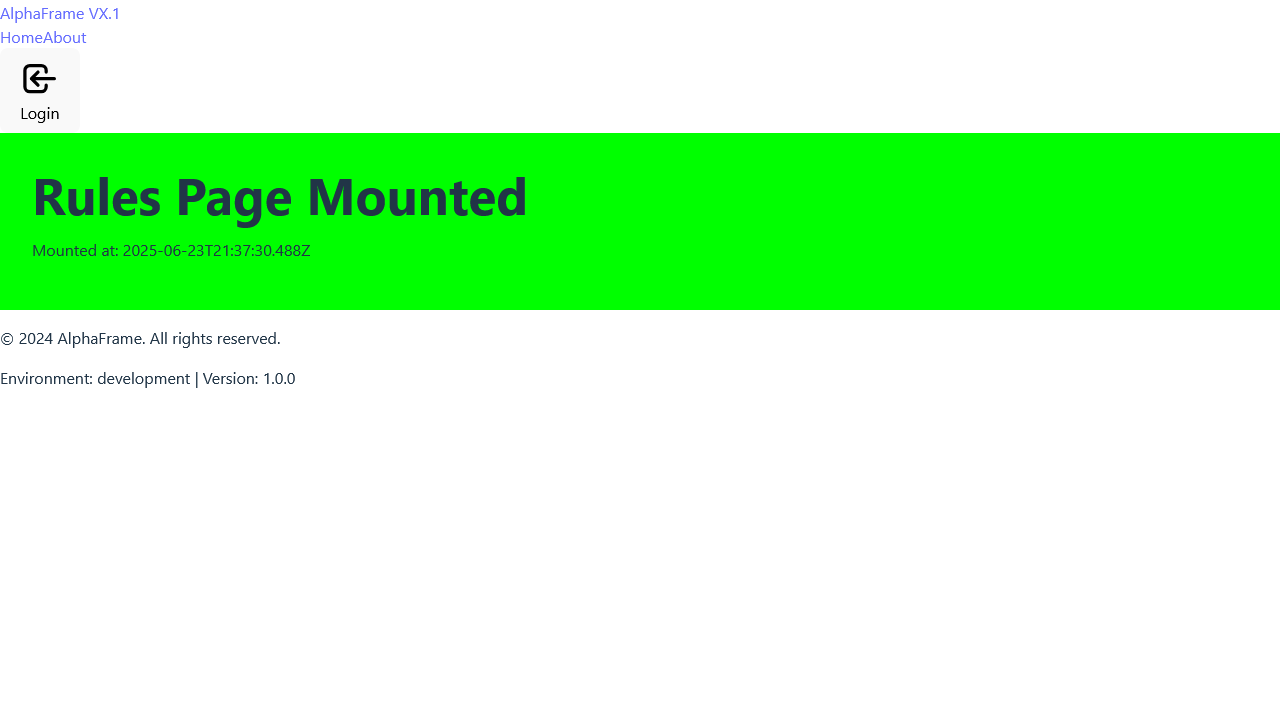 AlphaFrame VX.1
HomeAbout
Login
Rules Page Mounted
Mounted at: 2025-06-23T21:37:30.488Z
© 2024 AlphaFrame. All rights reserved.
Environment: development | Version: 1.0.0